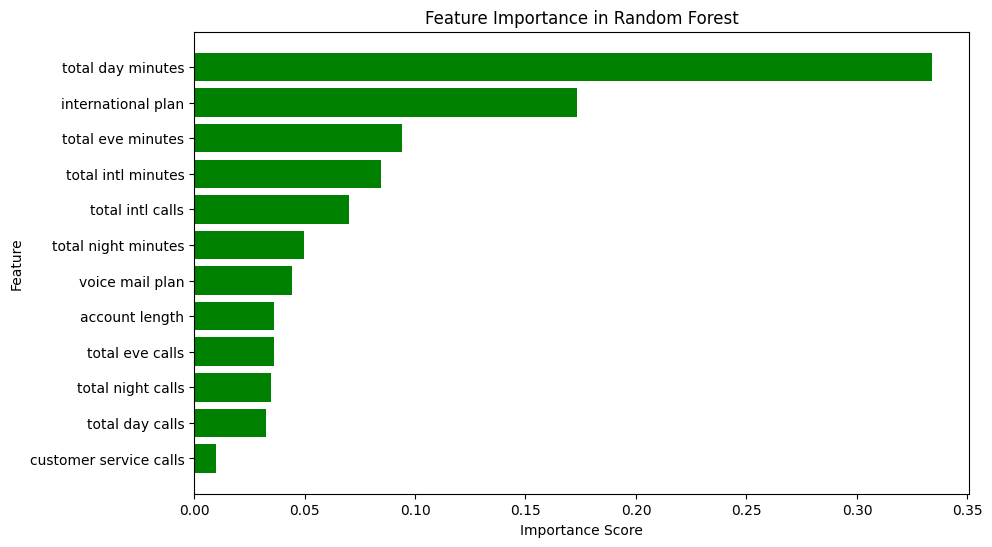 Feature Importance in Random Forest
total day minutes
international plan
total eve minutes
total intl minutes
total intl calls
total night minutes
voice mail plan
account length
total eve calls
total night calls
total day calls
customer service calls
Feature
0.00 0.05 0.10 0.15 0.20 0.25 0.30 0.35
Importance Score